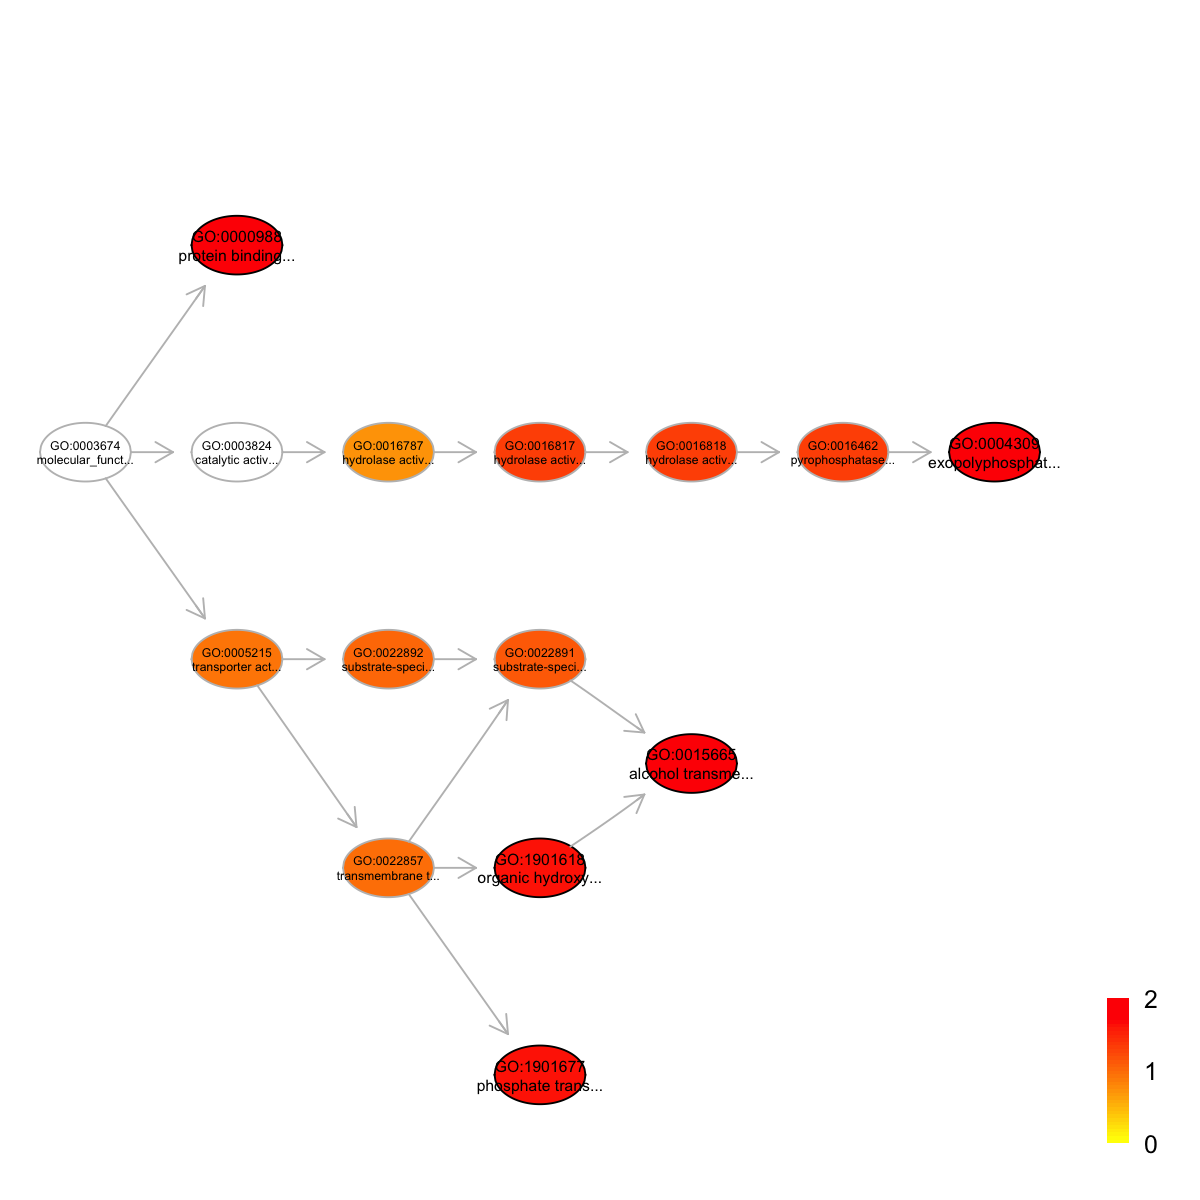 GO:0000988
protein binding...
GO:0003674
molecular_funct...
GO:0003824
catalytic activ...
GO:0016787
hydrolase activ...
GO:0016817
hydrolase activ...
GO:0016818
hydrolase activ...
GO:0016462
pyrophosphatase...
GO:0004309
exopolyphosphat...
GO:0005215
transporter act...
GO:0022892
substrate-speci...
GO:0022891
substrate-speci...
GO:0015665
alcohol transme...
GO:0022857
transmembrane t...
GO:1901618
organic hydroxy...
GO:1901677
phosphate trans...
2
1
0